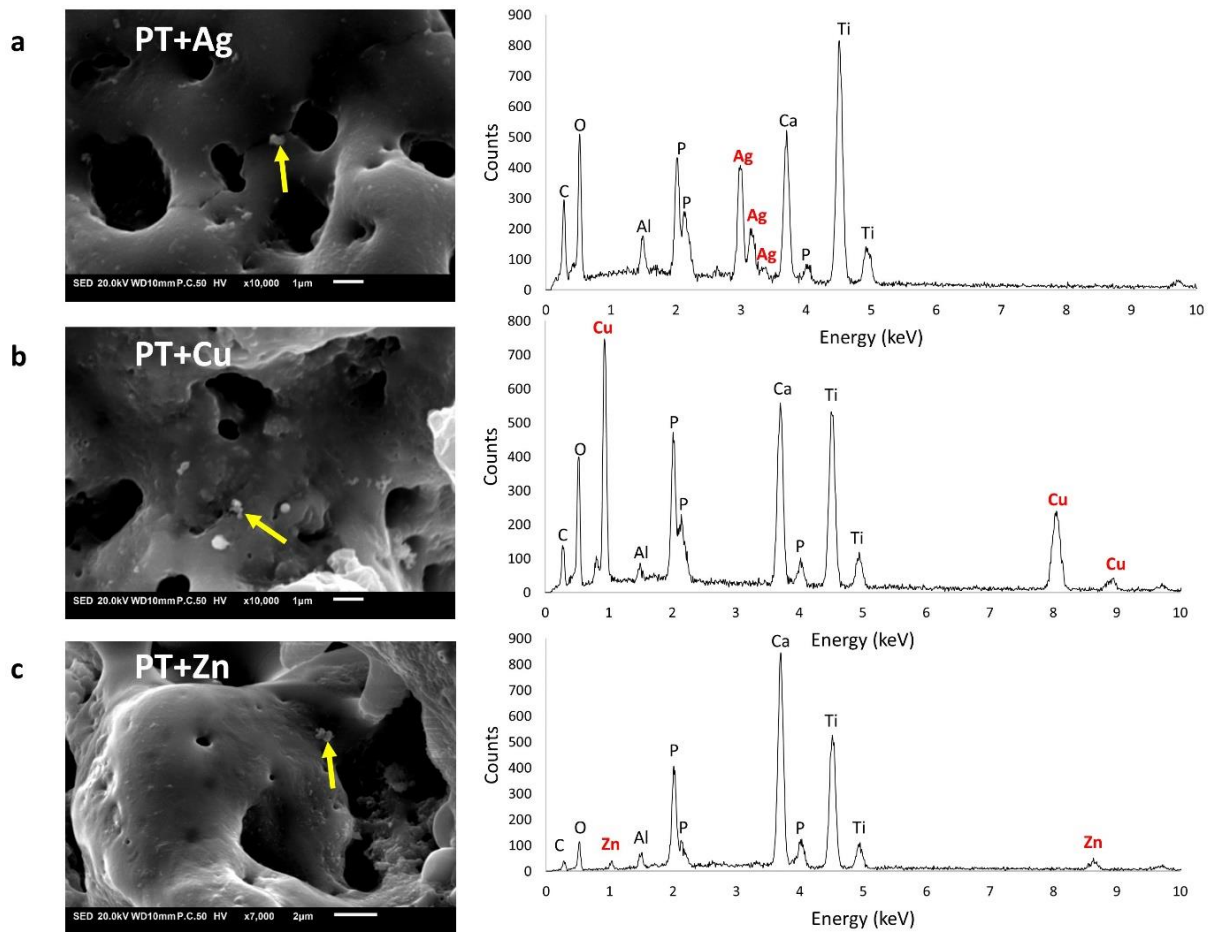 a
PT+Ag
SED 20.0kV WD10mm P.C.50 HV x10,000 1µm
900
800
700
600
500
400
300
200
100
0
Counts
C
O
Al
P
P
Ag
Ag
Ag
Ca
P
Ti
Ti
0 1 2 3 4 5 6 7 8 9 10
Energy (keV)
b
PT+Cu
SED 20.0kV WD10mm P.C.50 HV x10,000 1µm
800
700
600
500
400
300
200
100
0
Counts
C
O
Cu
Al
P
P
Ca
P
Ti
Ti
Cu
Cu
0 1 2 3 4 5 6 7 8 9 10
Energy (keV)
c
PT+Zn
SED 20.0kV WD10mm P.C.50 HV x7,000 2µm
900
800
700
600
500
400
300
200
100
0
Counts
C
O
Zn
Al
P
P
Ca
P
Ti
Ti
Zn
0 1 2 3 4 5 6 7 8 9 10
Energy (keV)